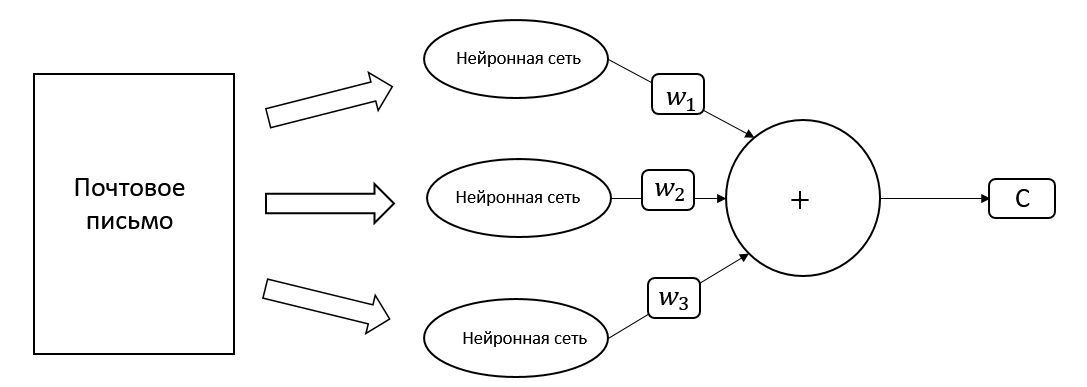 Почтовое
письмо
Нейронная сеть
w₁
Нейронная сеть
w₂
Нейронная сеть
w₃
+
С